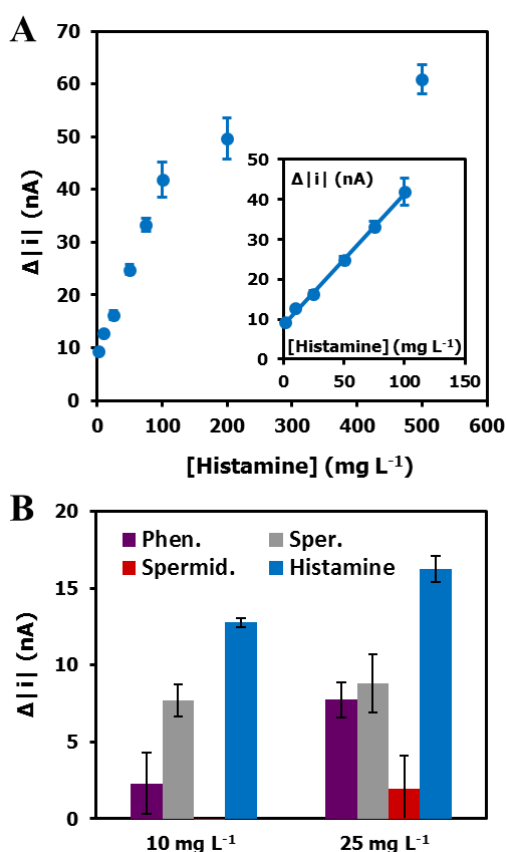 A
70
60
50
40
30
20
10
0
Δ|i| (nA)
0 100 200 300 400 500 600
[Histamine] (mg L⁻¹)
50
40
30
20
10
0
Δ|i| (nA)
[Histamine] (mg L⁻¹)
0 50 100 150
B
20
15
10
5
0
Δ|i| (nA)
Phen. Sper.
Spermid. Histamine
10 mg L⁻¹ 25 mg L⁻¹